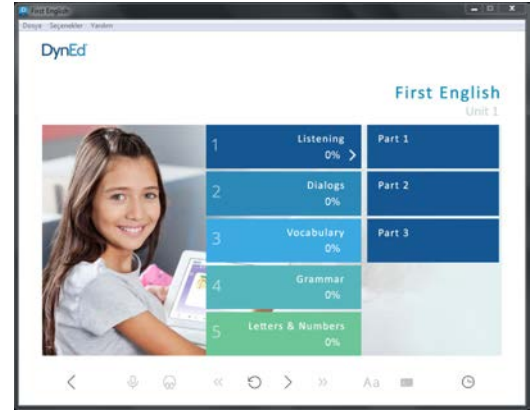 First English
Dosya Seçenekler Yardım
DynEd
First English
Unit 1
1 Listening
0%
Part 1
2 Dialogs
0%
Part 2
3 Vocabulary
0%
Part 3
4 Grammar
0%
5 Letters & Numbers
0%
Aa